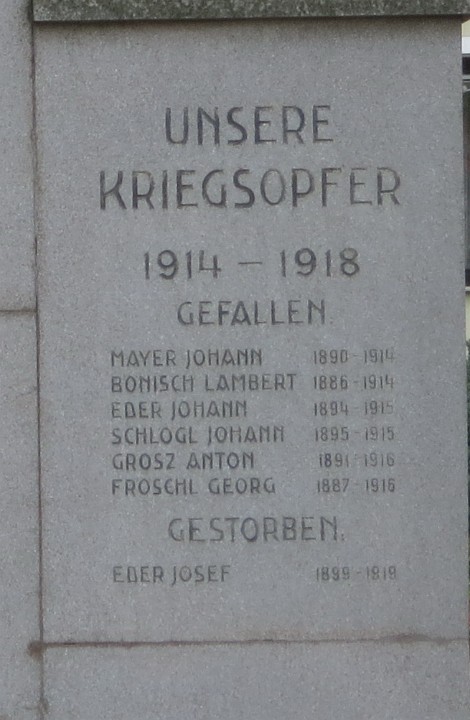 UNSERE
KRIEGSOPFER
1914 – 1918
GEFALLEN.
MAYER JOHANN 1890-1914
BONISCH LAMBERT 1886-1914
EDER JOHANN 1894-1915
SCHLOGL JOHANN 1895-1915
GROSZ ANTON 1891-1916
FROSCHL GEORG 1887-1916
GESTORBEN.
EDER JOSEF 1899-1919